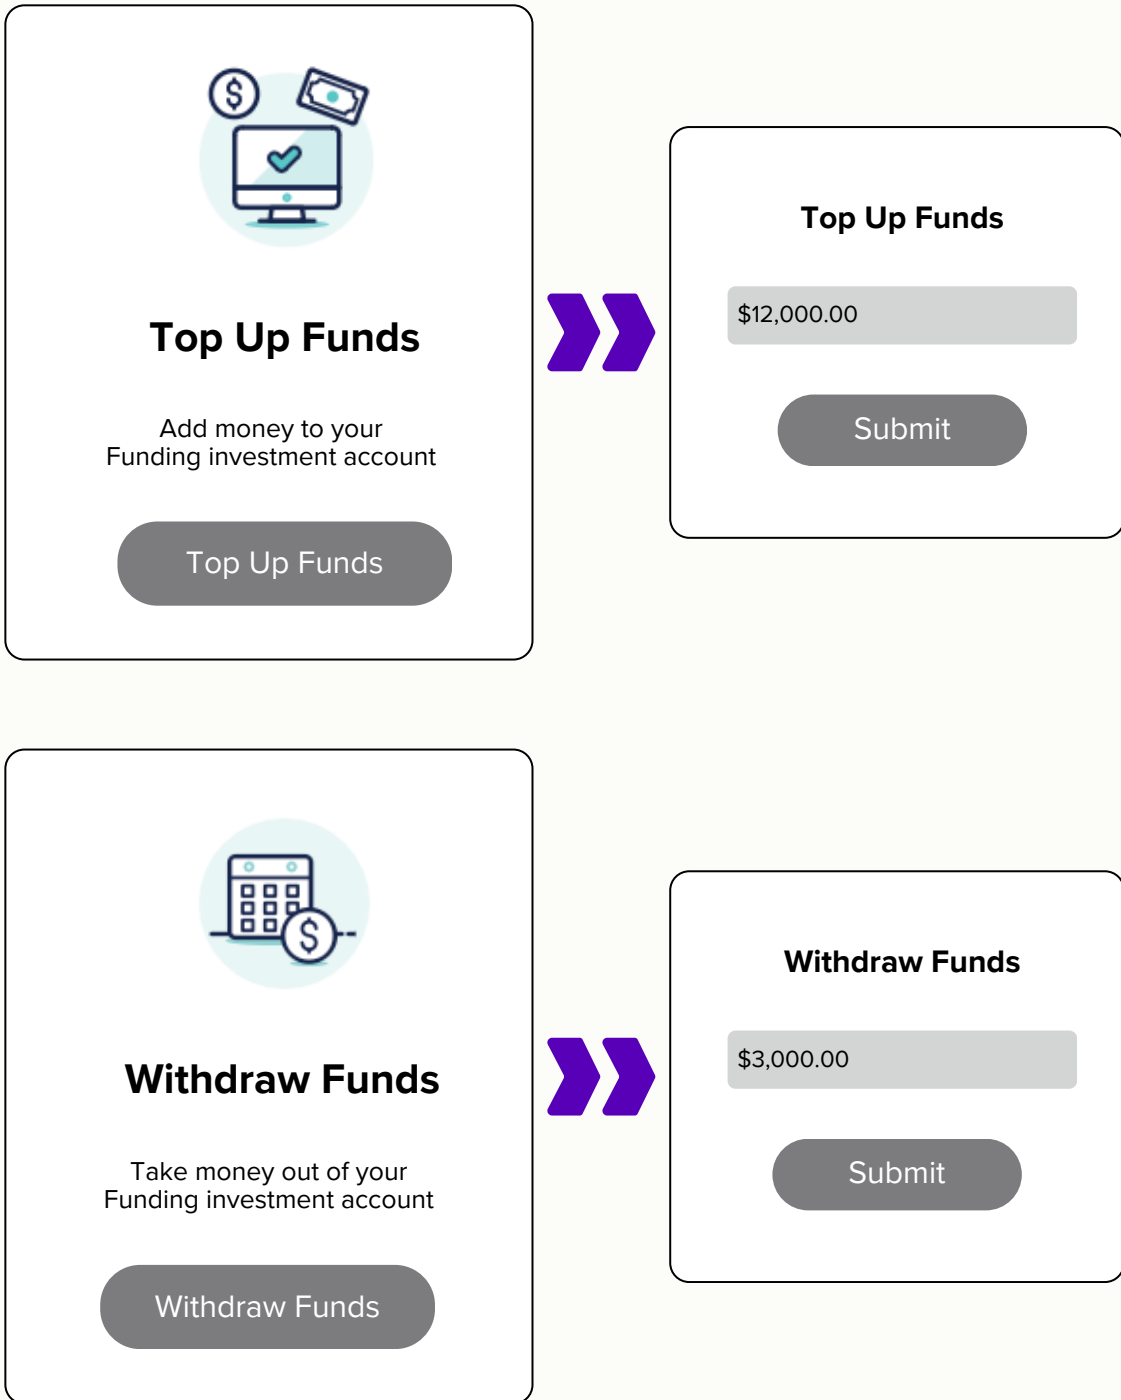 $
Top Up Funds
Add money to your
Funding investment account
Top Up Funds
Top Up Funds
$12,000.00
Submit
$
Withdraw Funds
Take money out of your
Funding investment account
Withdraw Funds
Withdraw Funds
$3,000.00
Submit